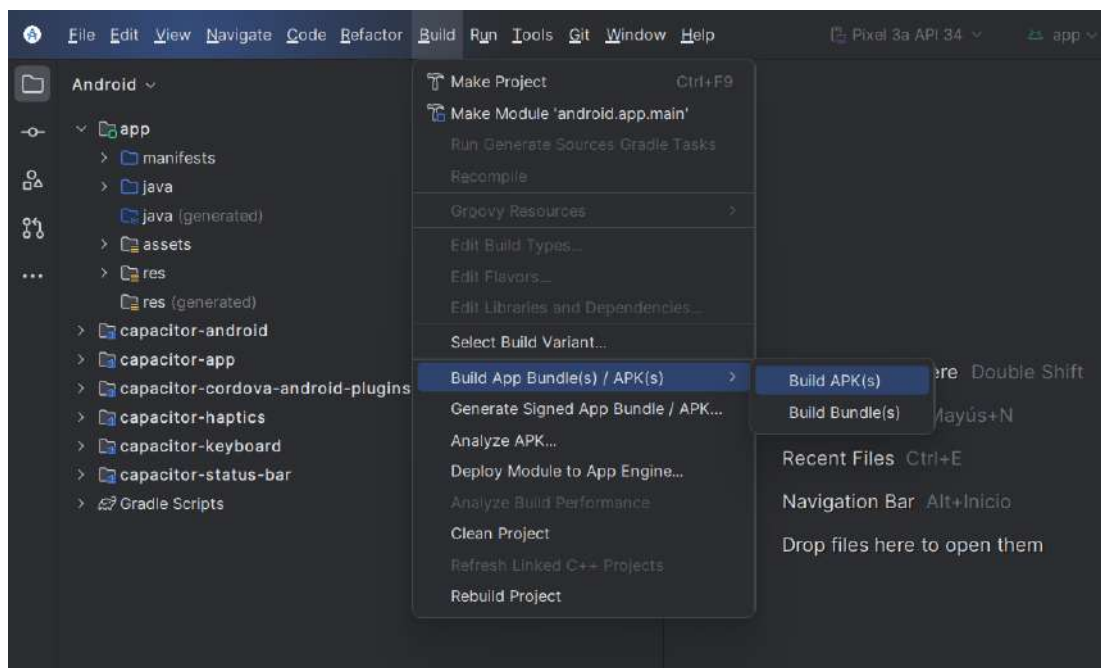 File Edit View Navigate Code Refactor Build Run Tools Git Window Help Pixel 3a API 34 app
Android
app
manifests
java
java (generated)
assets
res
res (generated)
capacitor-android
capacitor-app
capacitor-cordova-android-plugins
capacitor-haptics
capacitor-keyboard
capacitor-status-bar
Gradle Scripts
Make Project Ctrl+F9
Make Module 'android.app.main'
Run Generate Sources Gradle Tasks
Recompile
Groovy Resources
Edit Build Types...
Edit Flavors...
Edit Libraries and Dependencies...
Select Build Variant...
Build App Bundle(s) / APK(s)
Generate Signed App Bundle / APK...
Analyze APK...
Deploy Module to App Engine...
Analyze Build Performance
Clean Project
Refresh Linked C++ Projects
Rebuild Project
Build APK(s)
Build Bundle(s)
ere Double Shift
Mayús+N
Recent Files Ctrl+E
Navigation Bar Alt+Inicio
Drop files here to open them